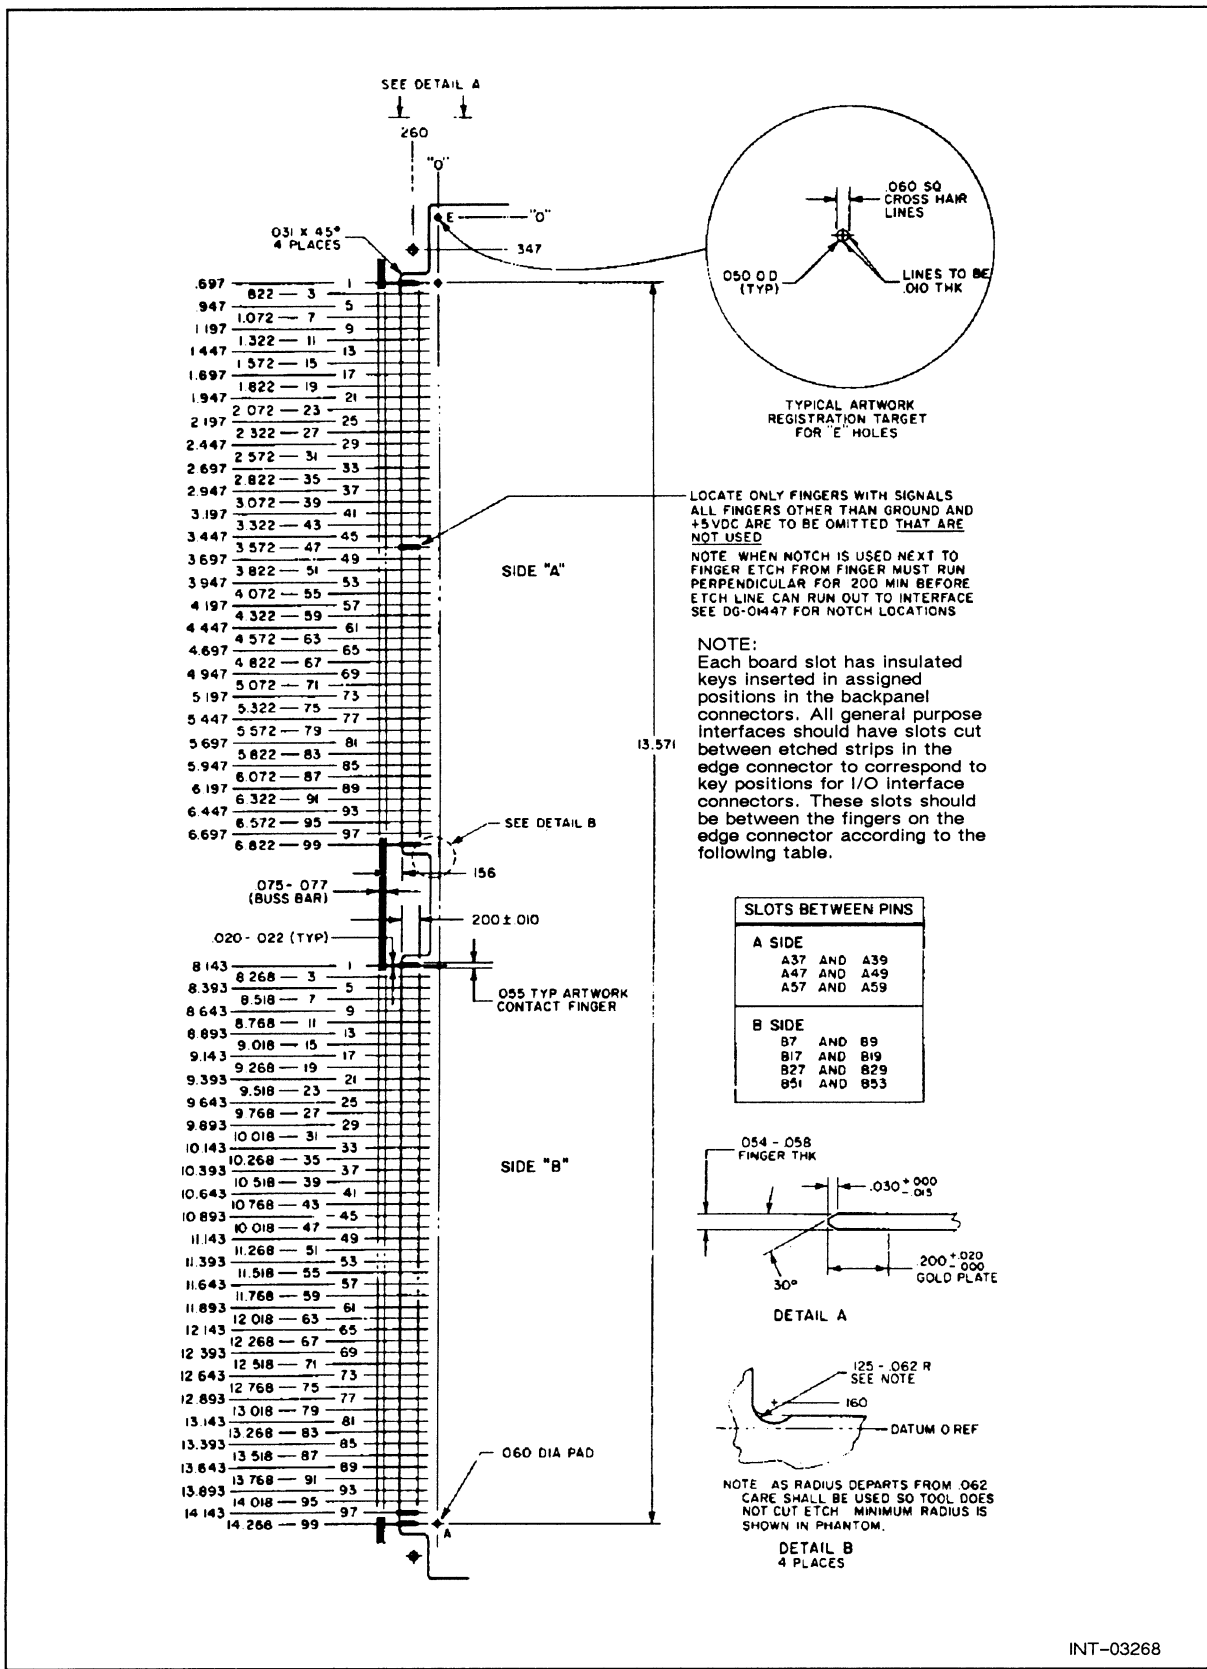 SEE DETAIL A
260
"O"
E
"O"
.031 X 45°
4 PLACES
347
.060 SQ
CROSS HAIR
LINES
.050 O D
(TYP)
LINES TO BE
.010 THK
TYPICAL ARTWORK
REGISTRATION TARGET
FOR "E" HOLES
.697 1
822 — 3
.947 5
1.072 — 7
1 197 9
1.322 — 11
1 447 13
1 572 — 15
1.697 17
1.822 — 19
1.947 21
2 072 — 23
2 197 25
2 322 — 27
2.447 29
2 572 — 31
2.697 33
2.822 — 35
2.947 37
3.072 — 39
3.197 41
3.322 — 43
3.447 45
3 572 — 47
3 697 49
3 822 — 51
3 947 53
4 072 — 55
4 197 57
4.322 — 59
4 447 61
4 572 — 63
4.697 65
4 822 — 67
4 947 69
5 072 — 71
5 197 73
5.322 — 75
5 447 77
5 572 — 79
5 697 81
5 822 — 83
5.947 85
6.072 — 87
6 197 89
6.322 — 91
6.447 93
6.572 — 95
6.697 97
6.822 — 99
LOCATE ONLY FINGERS WITH SIGNALS
ALL FINGERS OTHER THAN GROUND AND
+5VDC ARE TO BE OMITTED THAT ARE
NOT USED
NOTE WHEN NOTCH IS USED NEXT TO
FINGER ETCH FROM FINGER MUST RUN
PERPENDICULAR FOR 200 MIN BEFORE
ETCH LINE CAN RUN OUT TO INTERFACE
SEE DG-01447 FOR NOTCH LOCATIONS
SIDE "A"
NOTE:
Each board slot has insulated
keys inserted in assigned
positions in the backpanel
connectors. All general purpose
interfaces should have slots cut
between etched strips in the
edge connector to correspond to
key positions for I/O interface
connectors. These slots should
be between the fingers on the
edge connector according to the
following table.
13.571
SEE DETAIL B
156
.075 - 077
(BUSS BAR)
200 ± 010
.020 - 022 (TYP)
055 TYP ARTWORK
CONTACT FINGER
SLOTS BETWEEN PINS
A SIDE
A37 AND A39
A47 AND A49
A57 AND A59
B SIDE
B7 AND B9
B17 AND B19
B27 AND B29
B51 AND B53
8 143 1
8.268 — 3
8.393 5
8.518 — 7
8 643 9
8.768 — 11
8 893 13
9.018 — 15
9.143 17
9 268 — 19
9.393 21
9.518 — 23
9 643 25
9 768 — 27
9.893 29
10 018 — 31
10.143 33
10.268 — 35
10.393 37
10 518 — 39
10.643 41
10 768 — 43
10 893 45
10 018 — 47
11.143 49
11.268 — 51
11.393 53
11.518 — 55
11.643 57
11.768 — 59
11.893 61
12 018 — 63
12 143 65
12 268 — 67
12 393 69
12 518 — 71
12 643 73
12 768 — 75
12.893 77
13 018 — 79
13.143 81
13.268 — 83
13.393 85
13 518 — 87
13.643 89
13 768 — 91
13.893 93
14 018 — 95
14 143 97
14.268 — 99
SIDE "B"
060 DIA PAD
A
.054 - .058
FINGER THK
.030 +.000 -.015
30°
.200 +.020 -.000
GOLD PLATE
DETAIL A
.125 - .062 R
SEE NOTE
160
DATUM O REF
NOTE AS RADIUS DEPARTS FROM .062
CARE SHALL BE USED SO TOOL DOES
NOT CUT ETCH MINIMUM RADIUS IS
SHOWN IN PHANTOM.
DETAIL B
4 PLACES
INT-03268